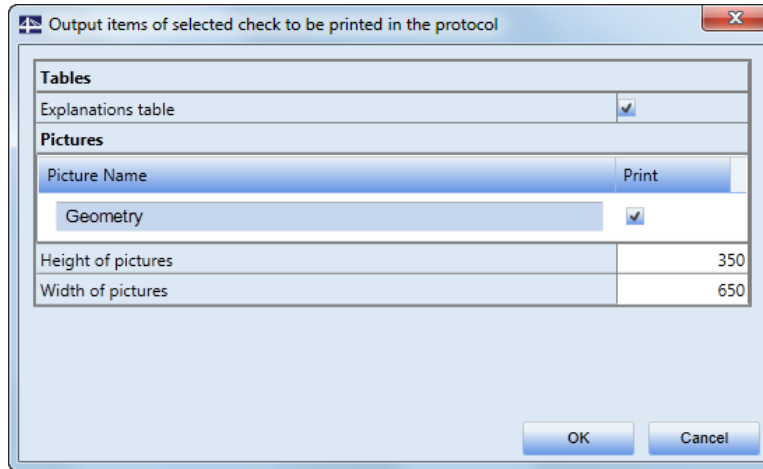 Output items of selected check to be printed in the protocol
Tables
Explanations table
Pictures
Picture Name Print
Geometry
Height of pictures 350
Width of pictures 650
OK Cancel